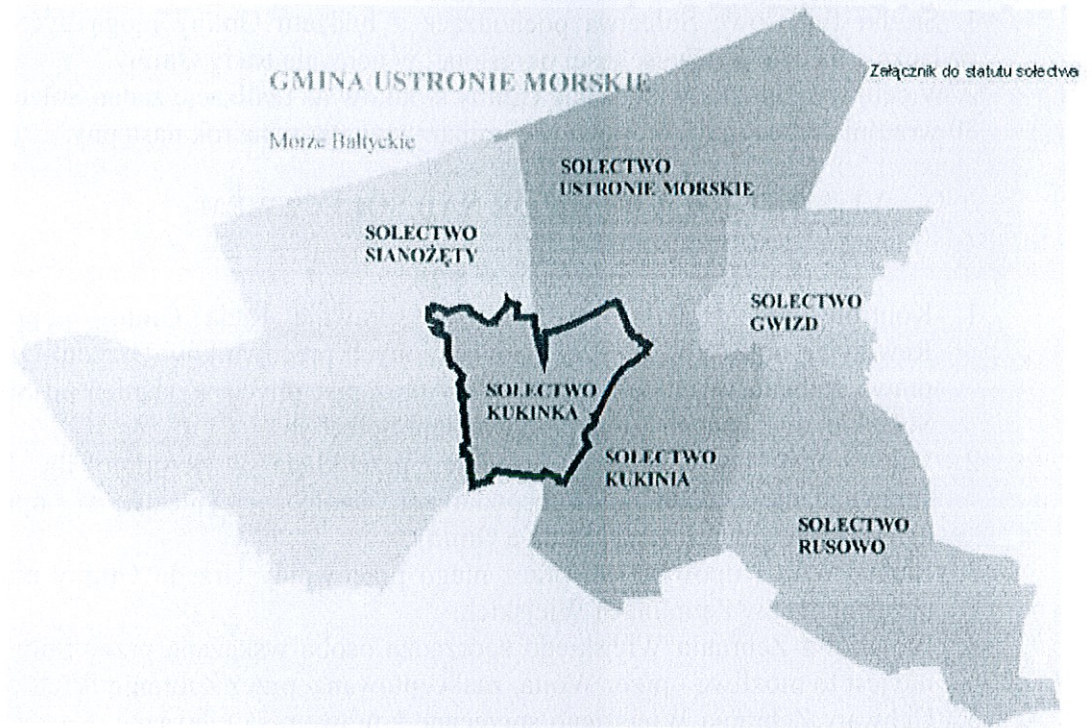 GMINA USTRONIE MORSKIE
Załącznik do statutu sołectwa
Morze Bałtyckie
SOŁECTWO
USTRONIE MORSKIE
SOŁECTWO
SIANOŻĘTY
SOŁECTWO
GWIZD
SOŁECTWO
KUKINKA
SOŁECTWO
KUKINIA
SOŁECTWO
RUSOWO